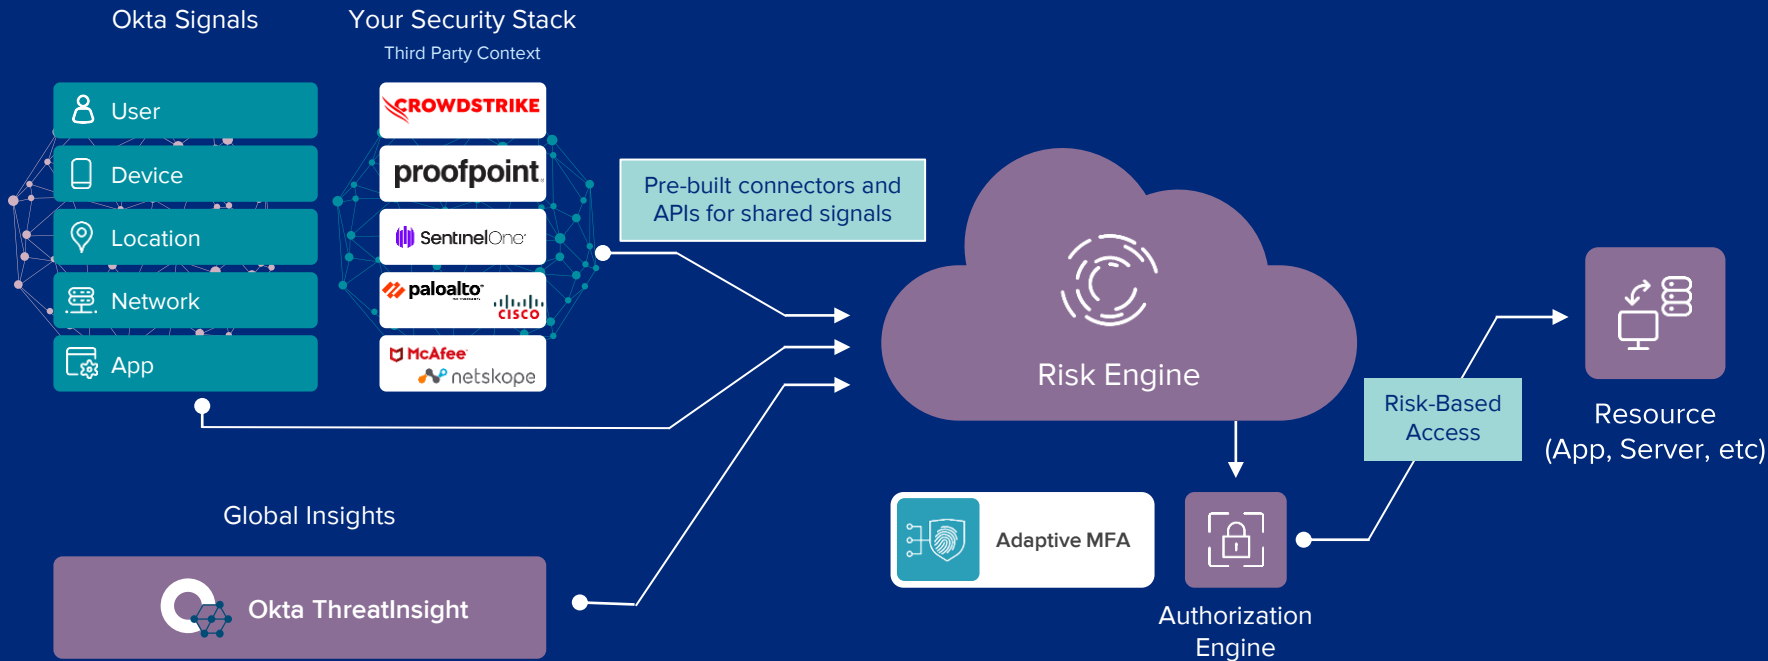 Okta Signals
Your Security Stack
Third Party Context
User
Device
Location
Network
App
CROWDSTRIKE
proofpoint
SentinelOne
paloalto
CISCO
McAfee
netskope
Pre-built connectors and
APIs for shared signals
Risk Engine
Risk-Based
Access
Resource
(App, Server, etc)
Global Insights
Okta ThreatInsight
Adaptive MFA
Authorization
Engine